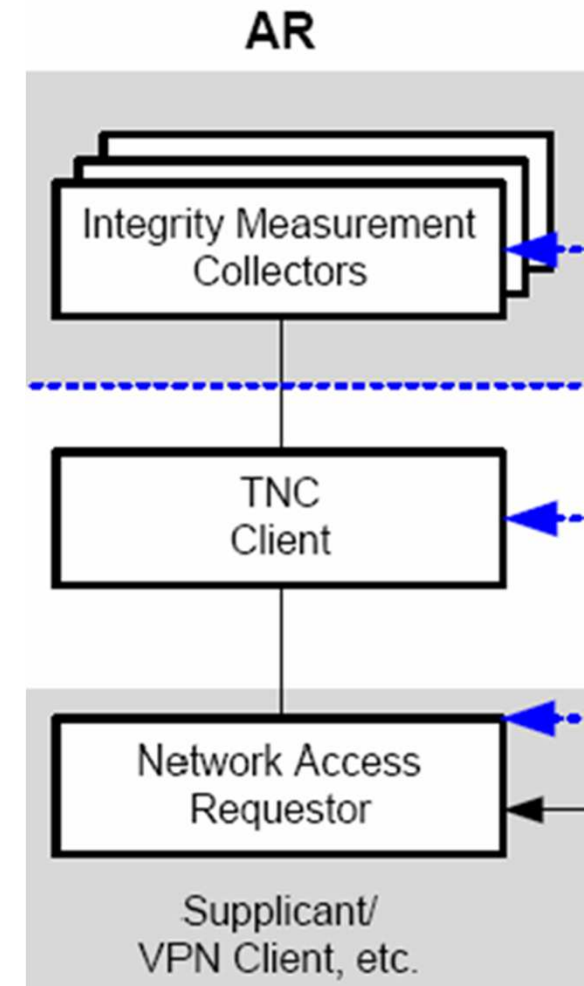 AR
Integrity Measurement
Collectors
TNC
Client
Network Access
Requestor
Supplicant/
VPN Client, etc.